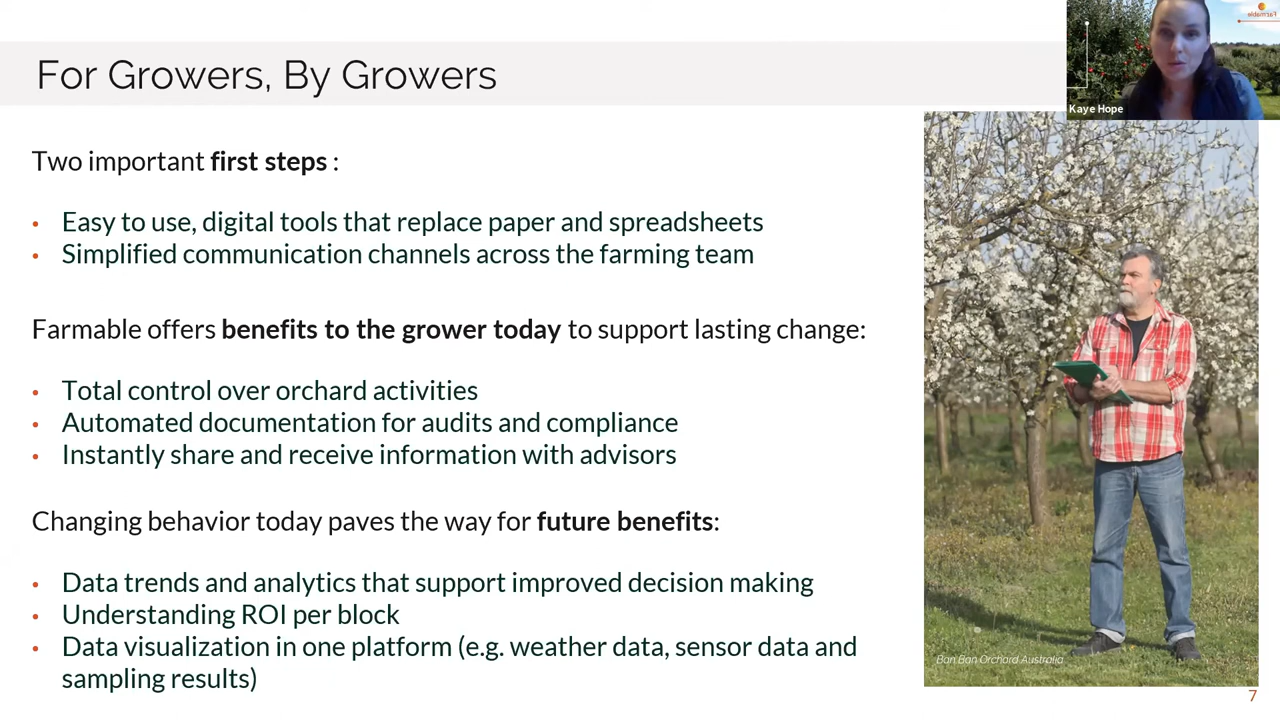 For Growers, By Growers
Kaye Hope
Two important first steps :
• Easy to use, digital tools that replace paper and spreadsheets
• Simplified communication channels across the farming team
Farmable offers benefits to the grower today to support lasting change:
• Total control over orchard activities
• Automated documentation for audits and compliance
• Instantly share and receive information with advisors
Changing behavior today paves the way for future benefits:
• Data trends and analytics that support improved decision making
• Understanding ROI per block
• Data visualization in one platform (e.g. weather data, sensor data and
sampling results)
Ban Ban Orchard Australia
7
Farmable